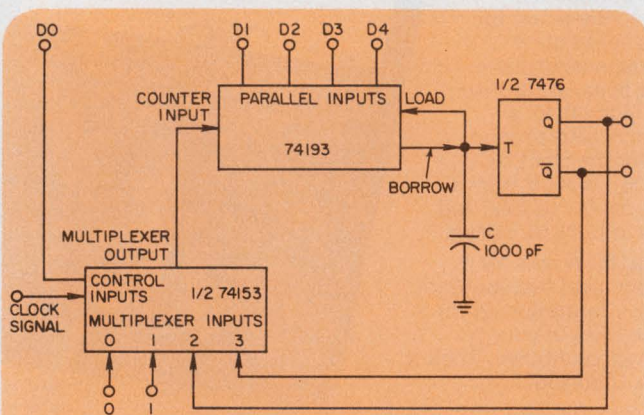 D0
D1 D2 D3 D4
1/2 7476
COUNTER
INPUT
PARALLEL INPUTS
LOAD
74193
T
Q
Q̅
BORROW
C
1000 pF
MULTIPLEXER
OUTPUT
CONTROL
INPUTS
1/2 74153
CLOCK
SIGNAL
MULTIPLEXER INPUTS
0 1 2 3
0 1